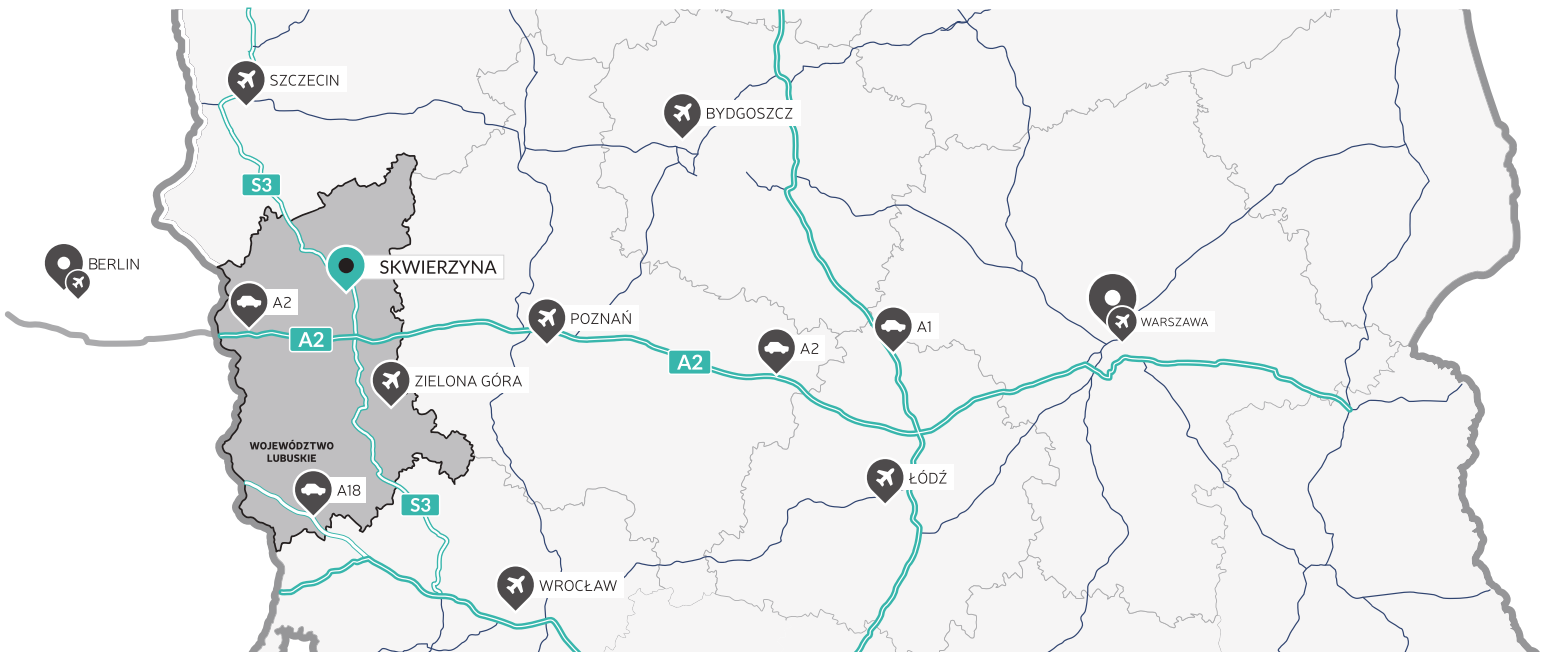 SZCZECIN
BYDGOSZCZ
S3
BERLIN
SKWIERZYNA
A2
A2
POZNAŃ
A1
WARSZAWA
A2
A2
ZIELONA GÓRA
WOJEWÓDZTWO
LUBUSKIE
A18
S3
ŁÓDŹ
WROCŁAW